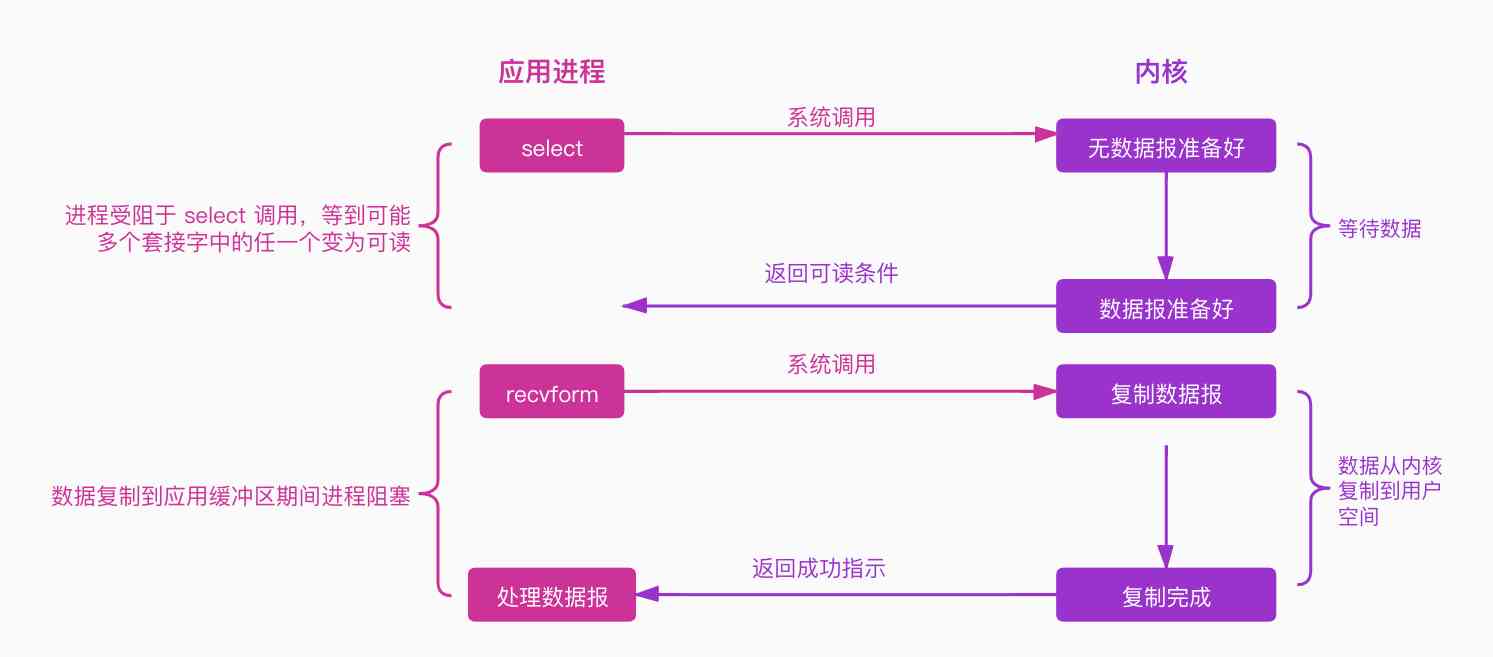 应用进程
内核
系统调用
select
无数据报准备好
进程受阻于 select 调用，等到可能
多个套接字中的任一个变为可读
等待数据
返回可读条件
数据报准备好
系统调用
recvform
复制数据报
数据复制到应用缓冲区期间进程阻塞
数据从内核
复制到用户
空间
返回成功指示
处理数据报
复制完成